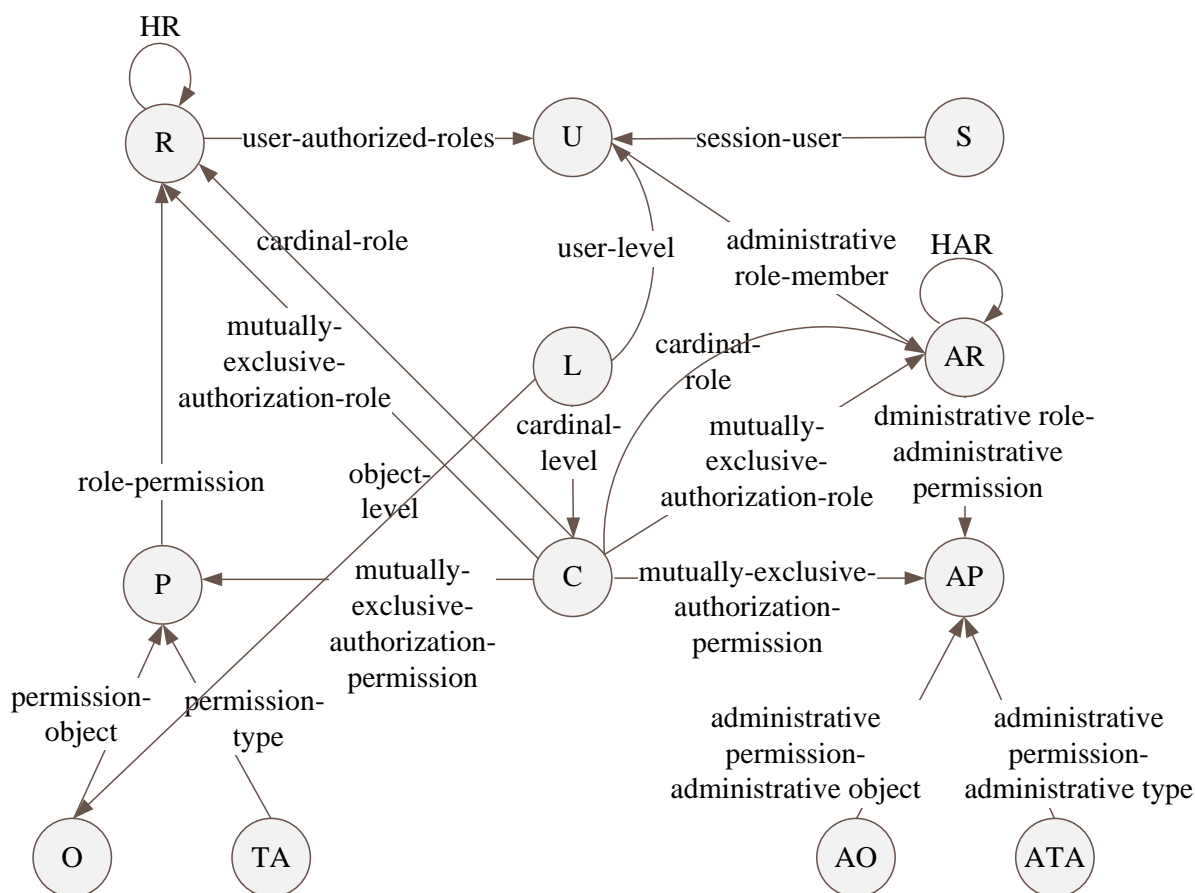 HR
R
user-authorized-roles
U
session-user
S
cardinal-role
user-level
administrative
role-member
HAR
mutually-
exclusive-
authorization-role
L
cardinal-
role
AR
cardinal-
level
mutually-
exclusive-
authorization-role
dministrative role-
administrative
permission
role-permission
object-
level
P
mutually-
exclusive-
authorization-
permission
C
mutually-exclusive-
authorization-
permission
AP
permission-
object
permission-
type
administrative
permission-
administrative object
administrative
permission-
administrative type
O
TA
AO
ATA